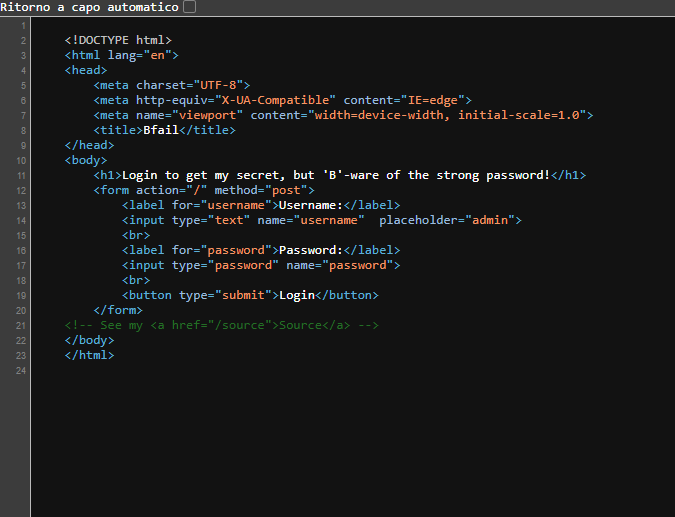 Ritorno a capo automatico
1
2 <!DOCTYPE html>
3 <html lang="en">
4 <head>
5 <meta charset="UTF-8">
6 <meta http-equiv="X-UA-Compatible" content="IE=edge">
7 <meta name="viewport" content="width=device-width, initial-scale=1.0">
8 <title>Bfail</title>
9 </head>
10 <body>
11 <h1>Login to get my secret, but 'B'-ware of the strong password!</h1>
12 <form action="/" method="post">
13 <label for="username">Username:</label>
14 <input type="text" name="username"  placeholder="admin">
15 <br>
16 <label for="password">Password:</label>
17 <input type="password" name="password">
18 <br>
19 <button type="submit">Login</button>
20 </form>
21 <!-- See my <a href="/source">Source</a> -->
22 </body>
23 </html>
24